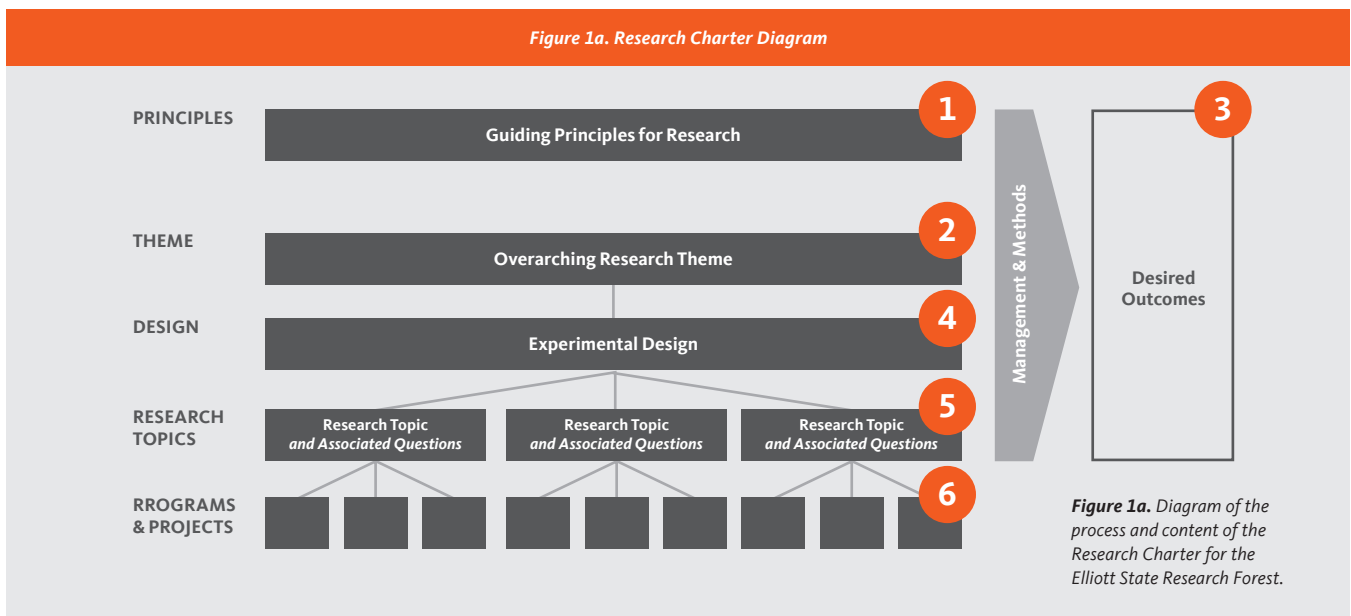 Figure 1a. Research Charter Diagram
PRINCIPLES
Guiding Principles for Research
1
THEME
Overarching Research Theme
2
DESIGN
Experimental Design
4
RESEARCH
TOPICS
Research Topic
and Associated Questions
Research Topic
and Associated Questions
Research Topic
and Associated Questions
5
RROGRAMS
& PROJECTS
6
Management & Methods
3
Desired
Outcomes
Figure 1a. Diagram of the
process and content of the
Research Charter for the
Elliott State Research Forest.